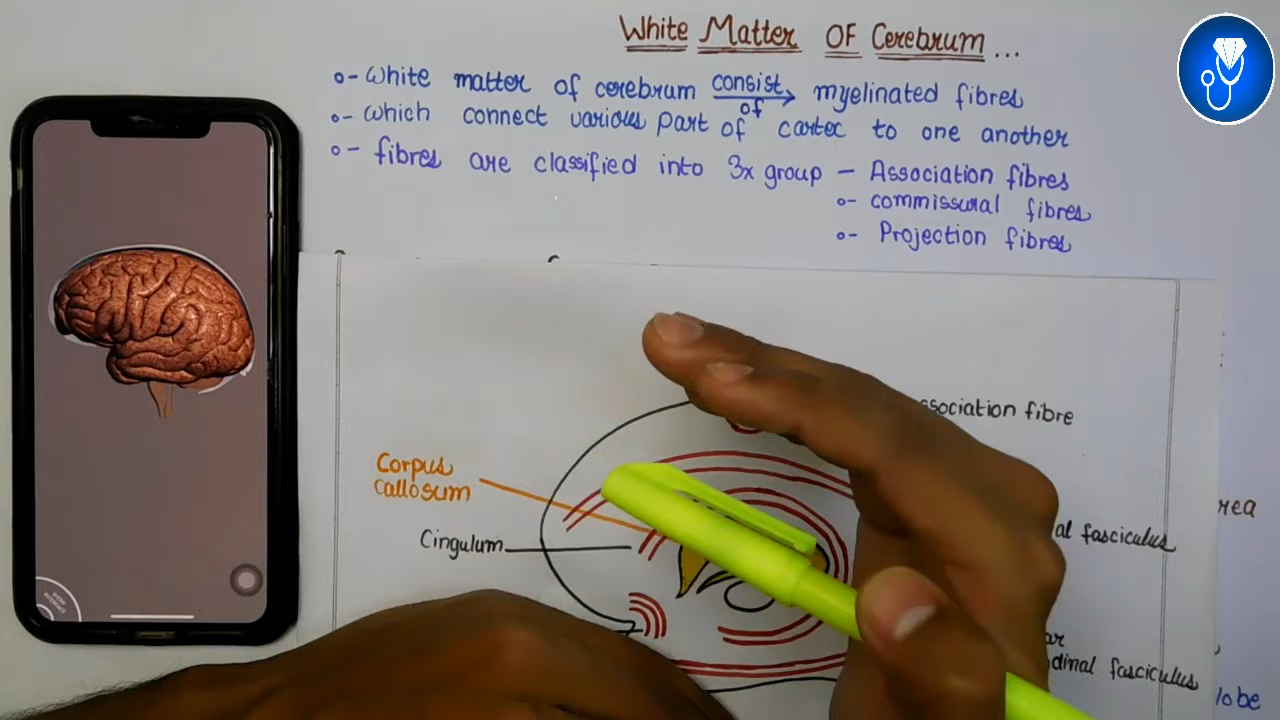 White Matter OF Cerebrum...
o- White matter of cerebrum consist of myelinated fibres
o- which connect various part of cartec to one another
o- fibres are classified into 3x group - Association fibres
o- commissural fibres
o- Projection fibres
ssociation fibre
Corpus
Callosum
rea
al fasciculus
Cingulum
ar
dinal fasciculus
lobe